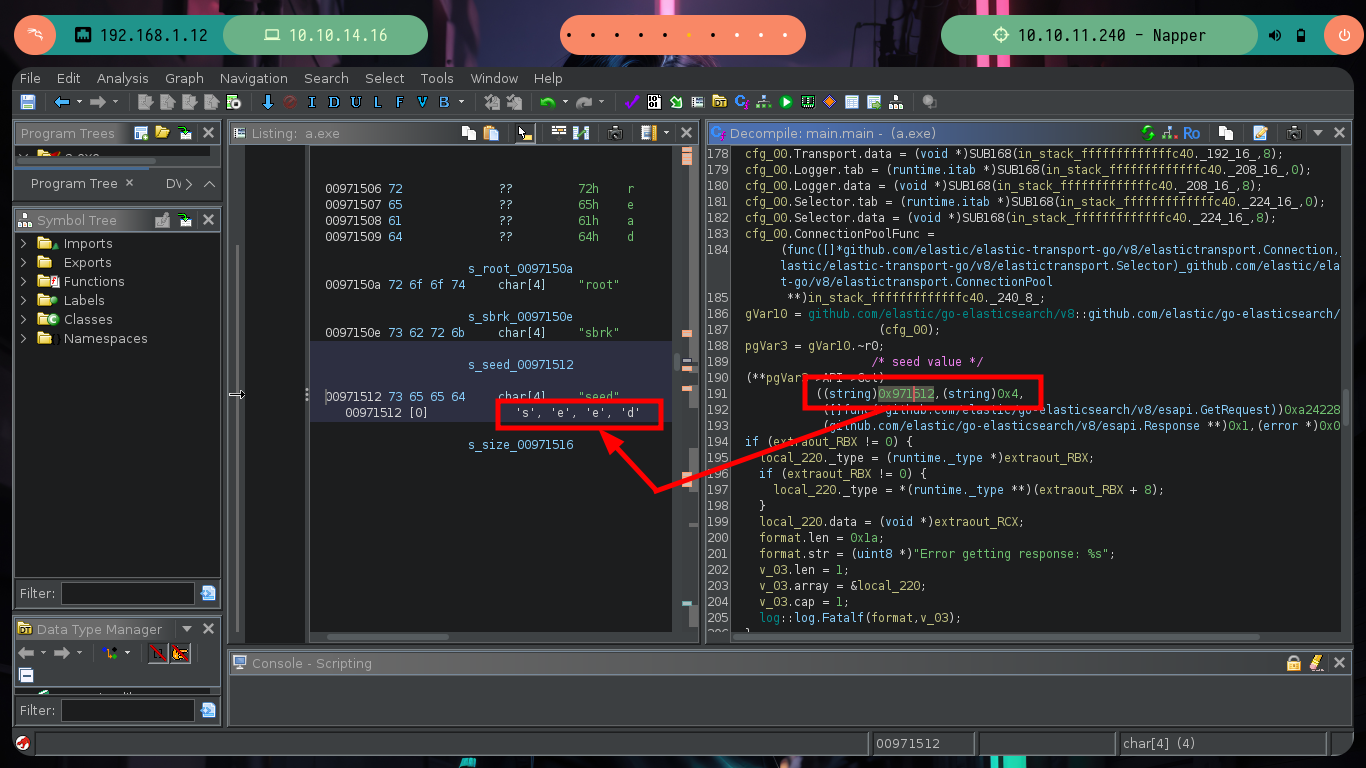 192.168.1.12
10.10.14.16
10.10.11.240 - Napper
File Edit Analysis Graph Navigation Search Select Tools Window Help
I D U L F V B
Program Trees
Program Tree
Symbol Tree
Imports
Exports
Functions
Labels
Classes
Namespaces
Filter:
Data Type Manager
Filter:
Listing: a.exe
00971506 72 ?? 72h r
00971507 65 ?? 65h e
00971508 61 ?? 61h a
00971509 64 ?? 64h d
s_root_0097150a
0097150a 72 6f 6f 74 char[4] "root"
s_sbrk_0097150e
0097150e 73 62 72 6b char[4] "sbrk"
s_seed_00971512
00971512 73 65 65 64 char[4] "seed"
00971512 [0] 's', 'e', 'e', 'd'
s_size_00971516
Decompile: main.main - (a.exe)
178 cfg_00.Transport.data = (void *)SUB168(in_stack_fffffffffffffc40._192_16_,8);
179 cfg_00.Logger.tab = (runtime.itab *)SUB168(in_stack_fffffffffffffc40._208_16_,0);
180 cfg_00.Logger.data = (void *)SUB168(in_stack_fffffffffffffc40._208_16_,8);
181 cfg_00.Selector.tab = (runtime.itab *)SUB168(in_stack_fffffffffffffc40._224_16_,0);
182 cfg_00.Selector.data = (void *)SUB168(in_stack_fffffffffffffc40._224_16_,8);
183 cfg_00.ConnectionPoolFunc =
184 (func([]*github.com/elastic/elastic-transport-go/v8/elastictransport.Connection,
lastic/elastic-transport-go/v8/elastictransport.Selector)_github.com/elastic/ela
t-go/v8/elastictransport.ConnectionPool
185 **)in_stack_fffffffffffffc40._240_8_;
186 gVar10 = github.com/elastic/go-elasticsearch/v8::github.com/elastic/go-elasticsearch/
187 (cfg_00);
188 pgVar3 = gVar10.~r0;
189 /* seed value */
190 (**pgVar3->API->Get)
191 ((string)0x971512,(string)0x4,
192 github.com/elastic/go-elasticsearch/v8/esapi.GetRequest))0xa24228
193 (github.com/elastic/go-elasticsearch/v8/esapi.Response **)0x1,(error *)0x0
194 if (extraout_RBX != 0) {
195 local_220._type = (runtime._type *)extraout_RBX;
196 if (extraout_RBX != 0) {
197 local_220._type = *(runtime._type **)(extraout_RBX + 8);
198 }
199 local_220.data = (void *)extraout_RCX;
200 format.len = 0x1a;
201 format.str = (uint8 *)"Error getting response: %s";
202 v_03.len = 1;
203 v_03.array = &local_220;
204 v_03.cap = 1;
205 log::log.Fatalf(format,v_03);
Console - Scripting
00971512
char[4] (4)